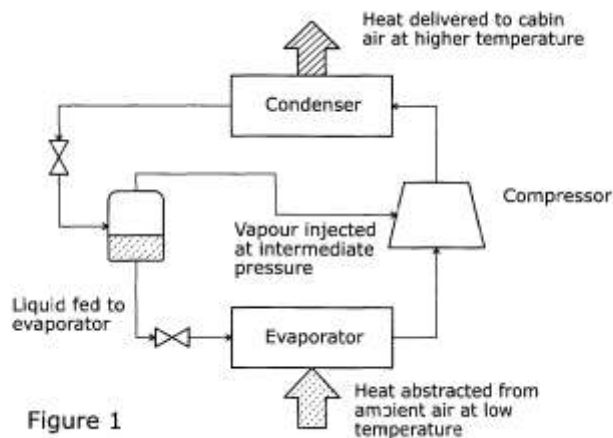 Heat delivered to cabin
air at higher temperature
Condenser
Compressor
Vapour injected
at intermediate
pressure
Liquid fed to
evaporator
Evaporator
Heat abstracted from
ambient air at low
temperature
Figure 1